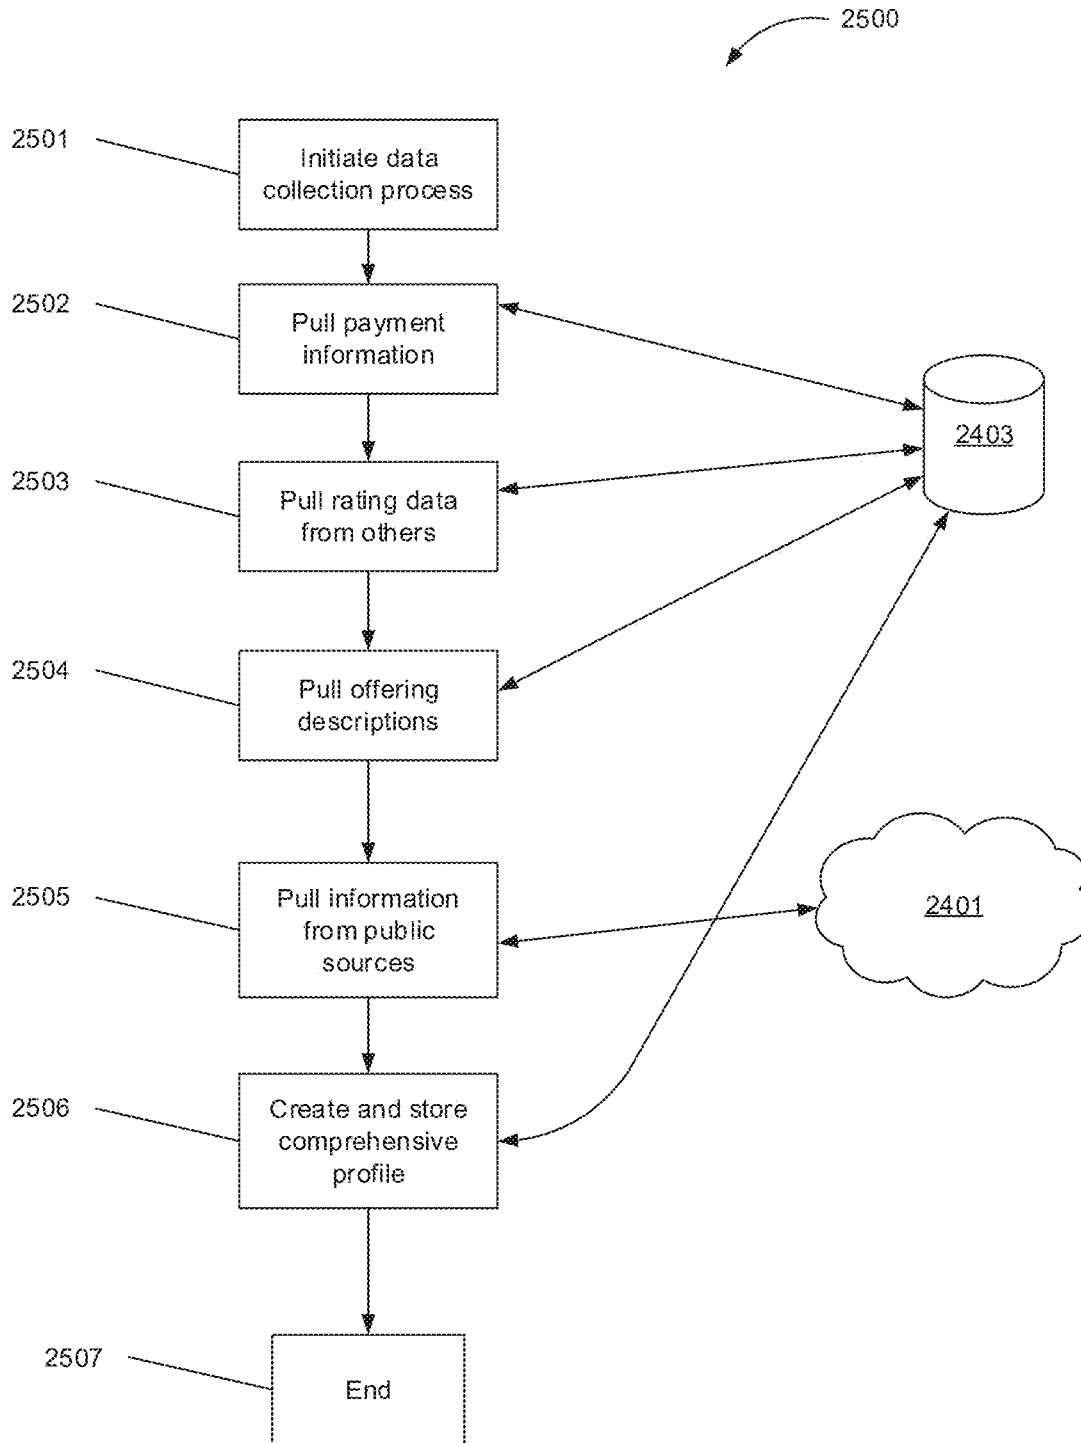 2500
2501
Initiate data
collection process
2502
Pull payment
information
2403
2503
Pull rating data
from others
2504
Pull offering
descriptions
2505
Pull information
from public
sources
2401
2506
Create and store
comprehensive
profile
2507
End